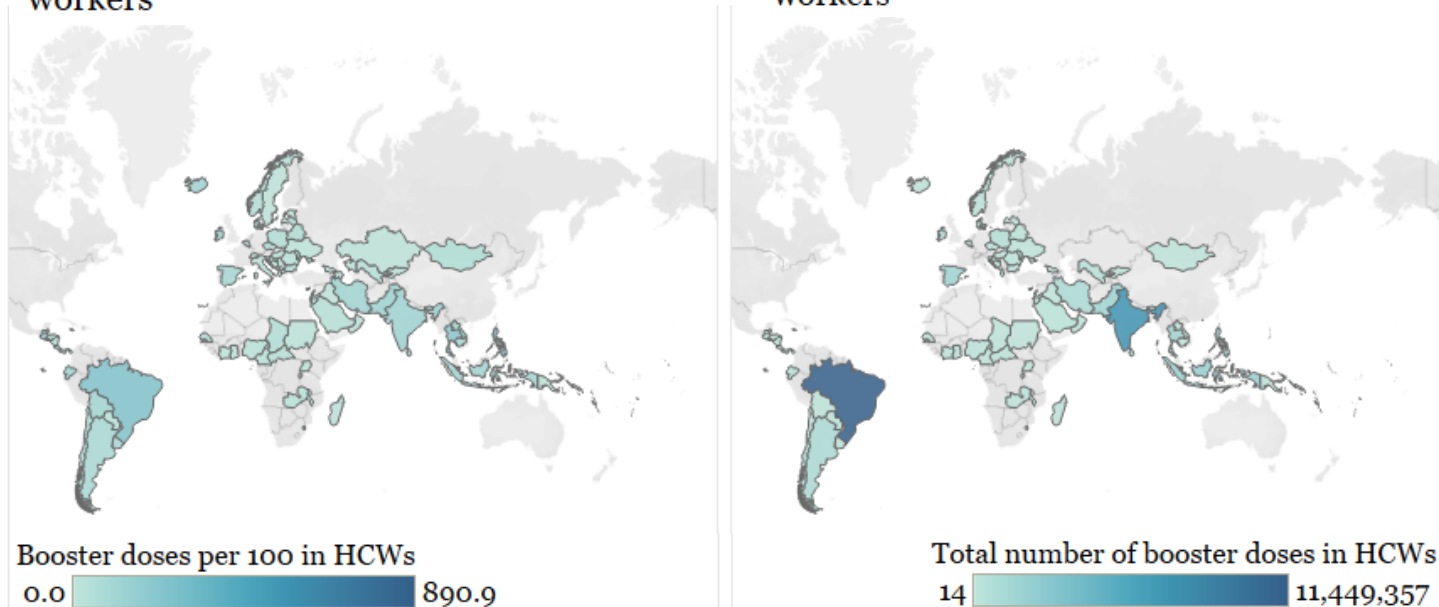 workers
workers
Booster doses per 100 in HCWs
0.0 890.9
Total number of booster doses in HCWs
14 11,449,357